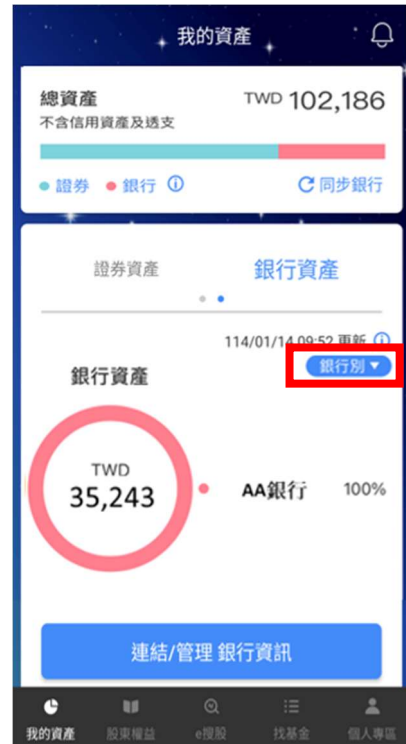 我的資產
總資產
TWD 102,186
不含信用資產及透支
證券 銀行 同步銀行
證券資產 銀行資產
114/01/14 09:52 更新
銀行別
銀行資產
TWD
35,243
AA銀行 100%
連結/管理 銀行資訊
我的資產 股東權益 e搜股 找基金 個人專區